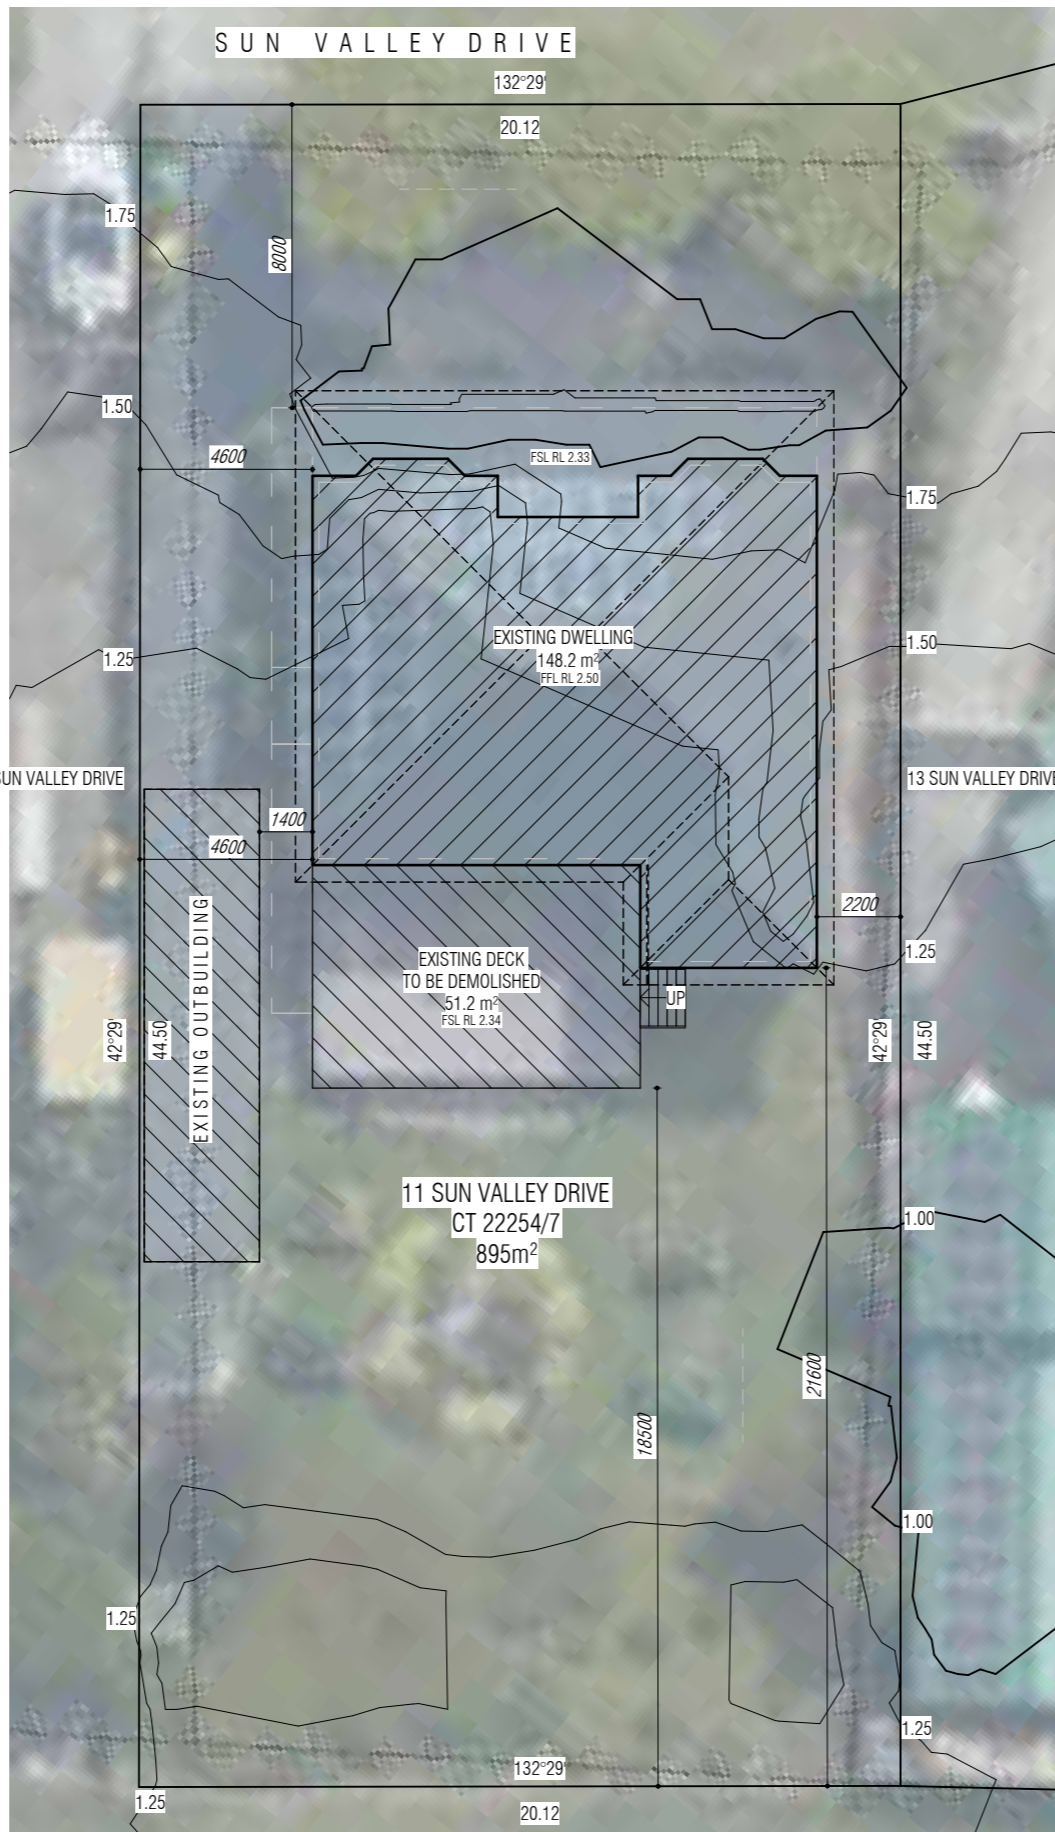 SUN VALLEY DRIVE
132°29'
20.12
1.75
8000
1.50
4600
FSL RL 2.33
1.75
EXISTING DWELLING
148.2 m²
FFL RL 2.50
1.50
1.25
SUN VALLEY DRIVE
13 SUN VALLEY DRIVE
1400
4600
2200
1.25
EXISTING OUTBUILDING
EXISTING DECK
TO BE DEMOLISHED
51.2 m²
FSL RL 2.34
UP
42°29'
44.50
42°29'
44.50
11 SUN VALLEY DRIVE
CT 22254/7
895m²
1.00
21600
18500
1.00
1.25
1.25
132°29'
1.25
20.12